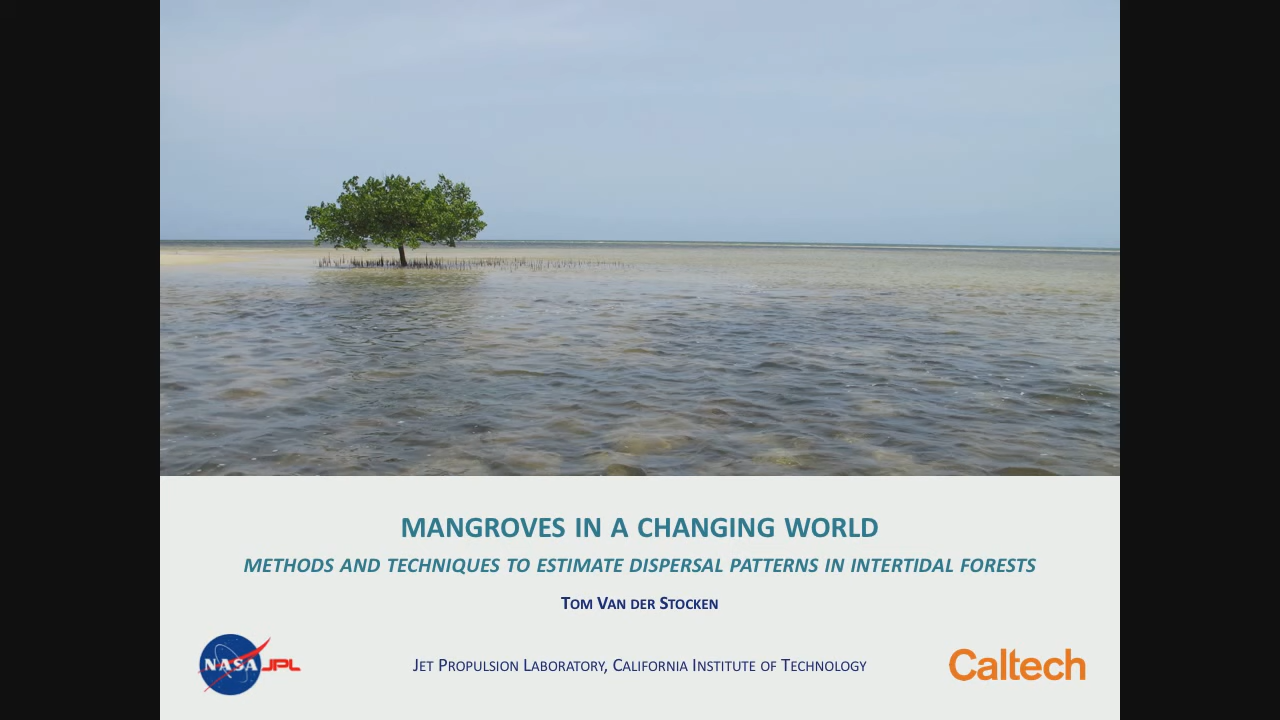 MANGROVES IN A CHANGING WORLD
METHODS AND TECHNIQUES TO ESTIMATE DISPERSAL PATTERNS IN INTERTIDAL FORESTS
TOM VAN DER STOCKEN
NASA JPL
JET PROPULSION LABORATORY, CALIFORNIA INSTITUTE OF TECHNOLOGY
Caltech